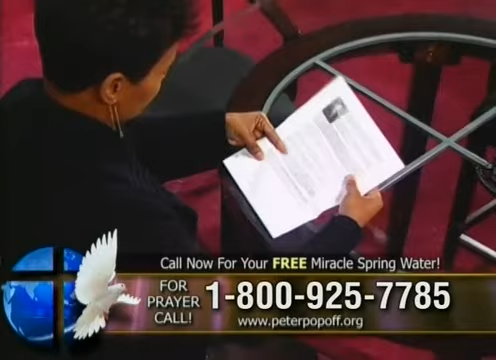 Call Now For Your FREE Miracle Spring Water!
FOR PRAYER CALL!
1-800-925-7785
www.peterpopoff.org